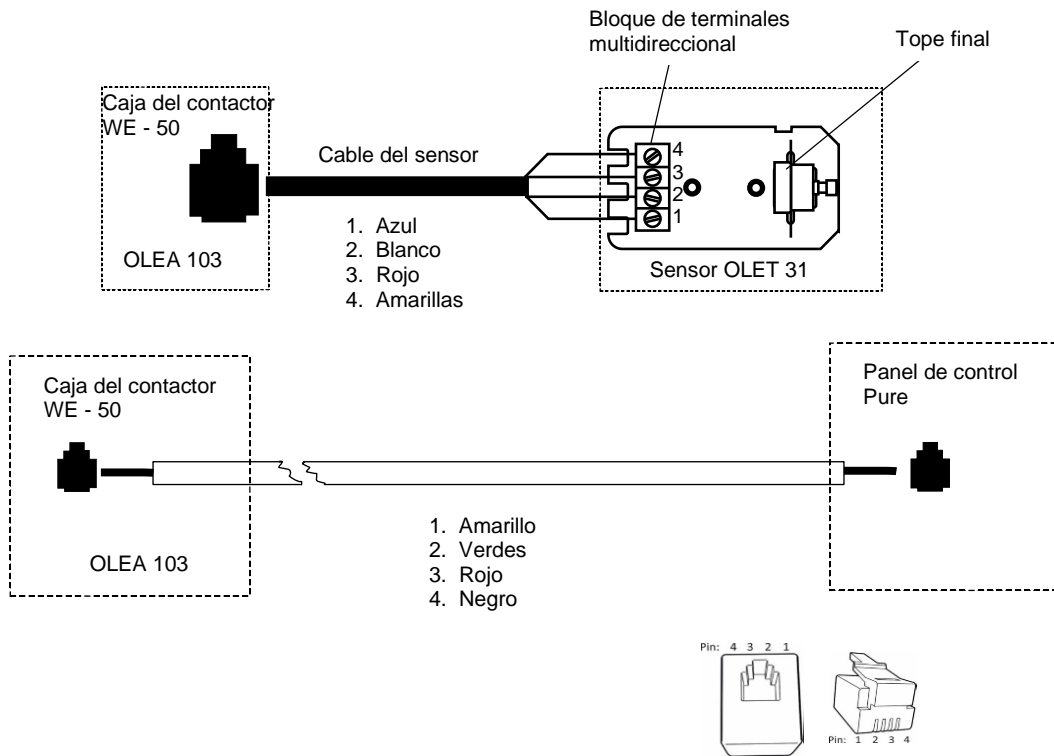 Bloque de terminales
multidireccional
Tope final
Caja del contactor
WE - 50
Cable del sensor
4
3
2
1
1. Azul
2. Blanco
3. Rojo
4. Amarillas
OLEA 103
Sensor OLET 31
Caja del contactor
WE - 50
Panel de control
Pure
OLEA 103
1. Amarillo
2. Verdes
3. Rojo
4. Negro
Pin: 4 3 2 1
Pin: 1 2 3 4